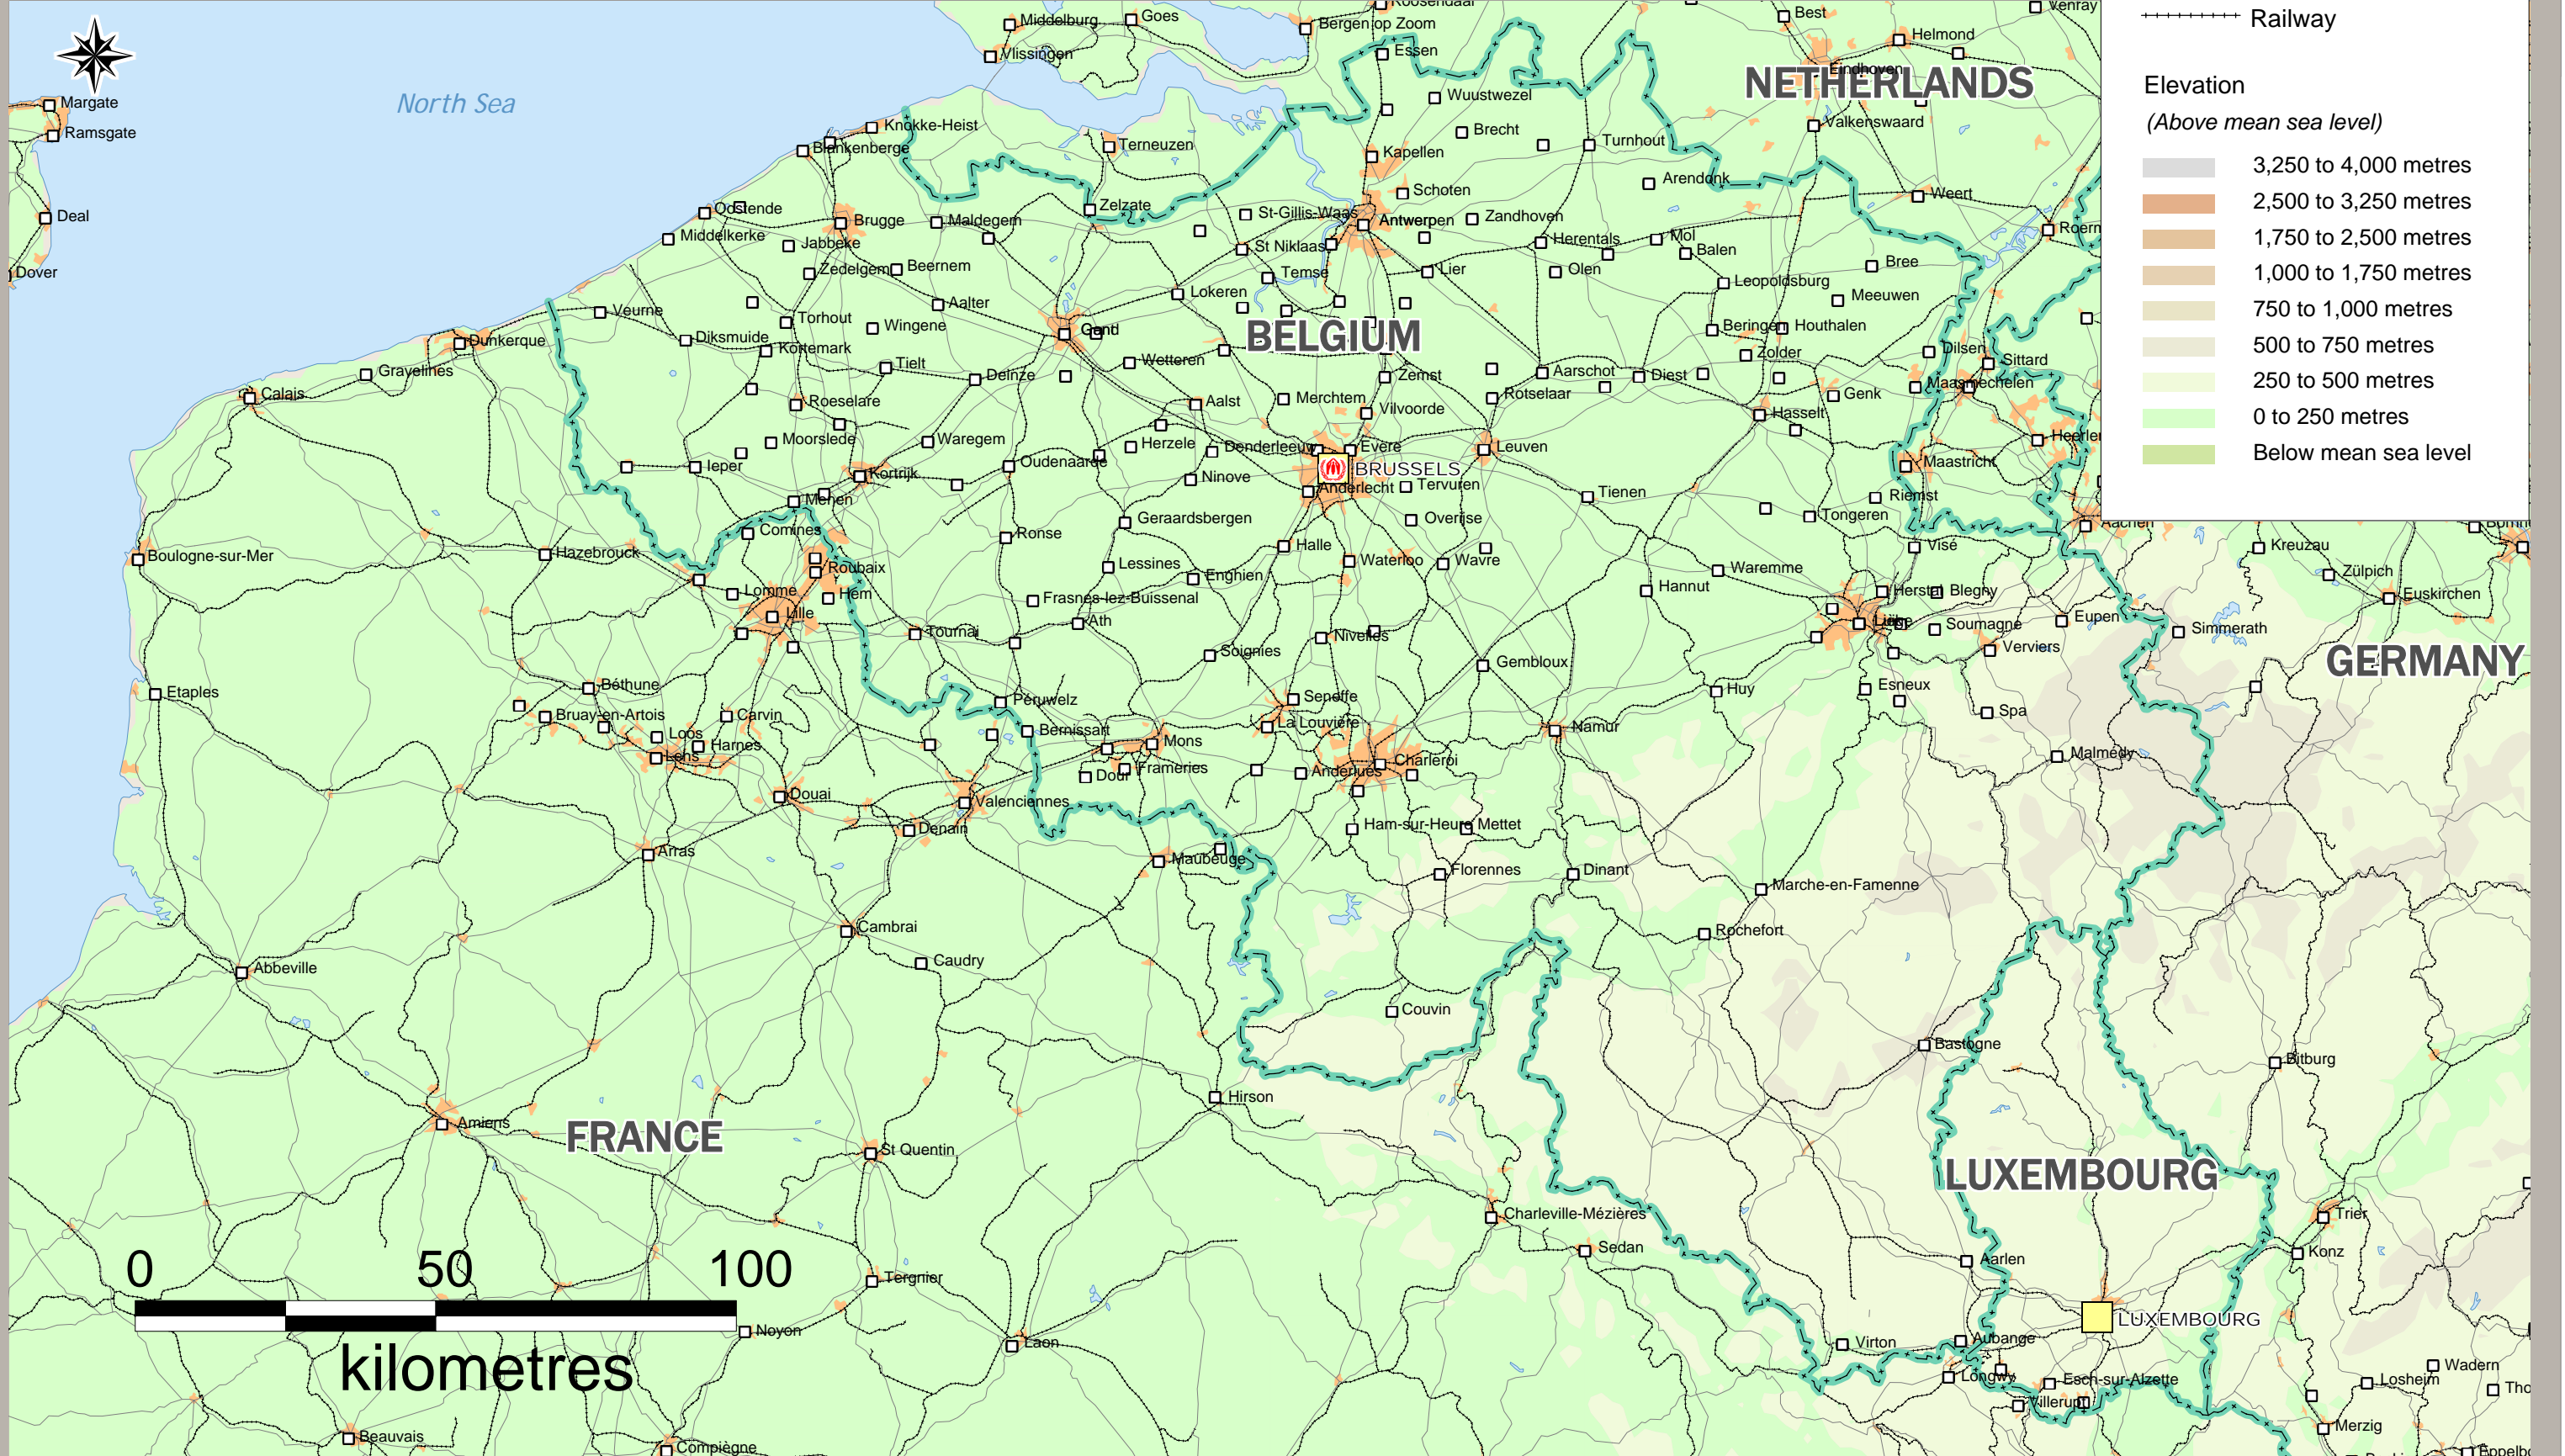 Middelburg
Goes
Roosendaal
Bergen op Zoom
Best
Venray
Railway
Vlissingen
Essen
Helmond
Eindhoven
NETHERLANDS
Elevation
(Above mean sea level)
3,250 to 4,000 metres
2,500 to 3,250 metres
1,750 to 2,500 metres
1,000 to 1,750 metres
750 to 1,000 metres
500 to 750 metres
250 to 500 metres
0 to 250 metres
Below mean sea level
North Sea
Margate
Ramsgate
Deal
Dover
Knokke-Heist
Blankenberge
Terneuzen
Wuustwezel
Brecht
Kapellen
Turnhout
Valkenswaard
Schoten
Arendonk
Weert
Oostende
Brugge
Maldegem
Zelzate
St-Gillis-Waas
Antwerpen
Zandhoven
Roerm
Middelkerke
Jabbeke
St Niklaas
Herentals
Mol
Balen
Zedelgem
Beernem
Temse
Lier
Olen
Bree
Leopoldsburg
Meeuwen
Veurne
Aalter
Lokeren
Torhout
Wingene
Gand
BELGIUM
Beringen
Houthalen
Dunkerque
Diksmuide
Kortemark
Zolder
Dilsen
Sittard
Gravelines
Tielt
Deinze
Wetteren
Zemst
Aarschot
Diest
Maasmechelen
Calais
Roeselare
Aalst
Merchtem
Vilvoorde
Rotselaar
Genk
Hasselt
Moorslede
Waregem
Herzele
Denderleeuw
Evere
Leuven
Heerlen
Ieper
Kortrijk
Oudenaarde
Ninove
BRUSSELS
Anderlecht
Tervuren
Maastricht
Menen
Tienen
Riemst
Comines
Geraardsbergen
Overijse
Tongeren
Aachen
Ronse
Halle
Visé
Kreuzau
Boulogne-sur-Mer
Hazebrouck
Roubaix
Lessines
Enghien
Waterloo
Wavre
Waremme
Zülpich
Lomme
Hem
Hannut
Herstal
Blegny
Euskirchen
Frasnes-lez-Buissenal
Lille
Ath
Soumagne
Eupen
Simmerath
Tournai
Nivelles
Verviers
Soignies
Gembloux
GERMANY
Etaples
Béthune
Péruwelz
Seneffe
Huy
Esneux
Spa
Bruay-en-Artois
Carvin
Bernissart
La Louvière
Namur
Loos
Harnes
Lens
Mons
Malmédy
Dour
Frameries
Anderlues
Charleroi
Douai
Valenciennes
Denain
Ham-sur-Heure
Mettet
Arras
Maubeuge
Florennes
Dinant
Marche-en-Famenne
Cambrai
Rochefort
Abbeville
Caudry
Couvin
Bastogne
Bitburg
Hirson
Amiens
FRANCE
St Quentin
LUXEMBOURG
Charleville-Mézières
Trier
Sedan
Konz
0 50 100
kilometres
Tergnier
Aarlen
LUXEMBOURG
Noyon
Laon
Virton
Aubange
Longwy
Esch-sur-Alzette
Wadern
Losheim
Tho
Villerupt
Merzig
Beauvais
Compiègne